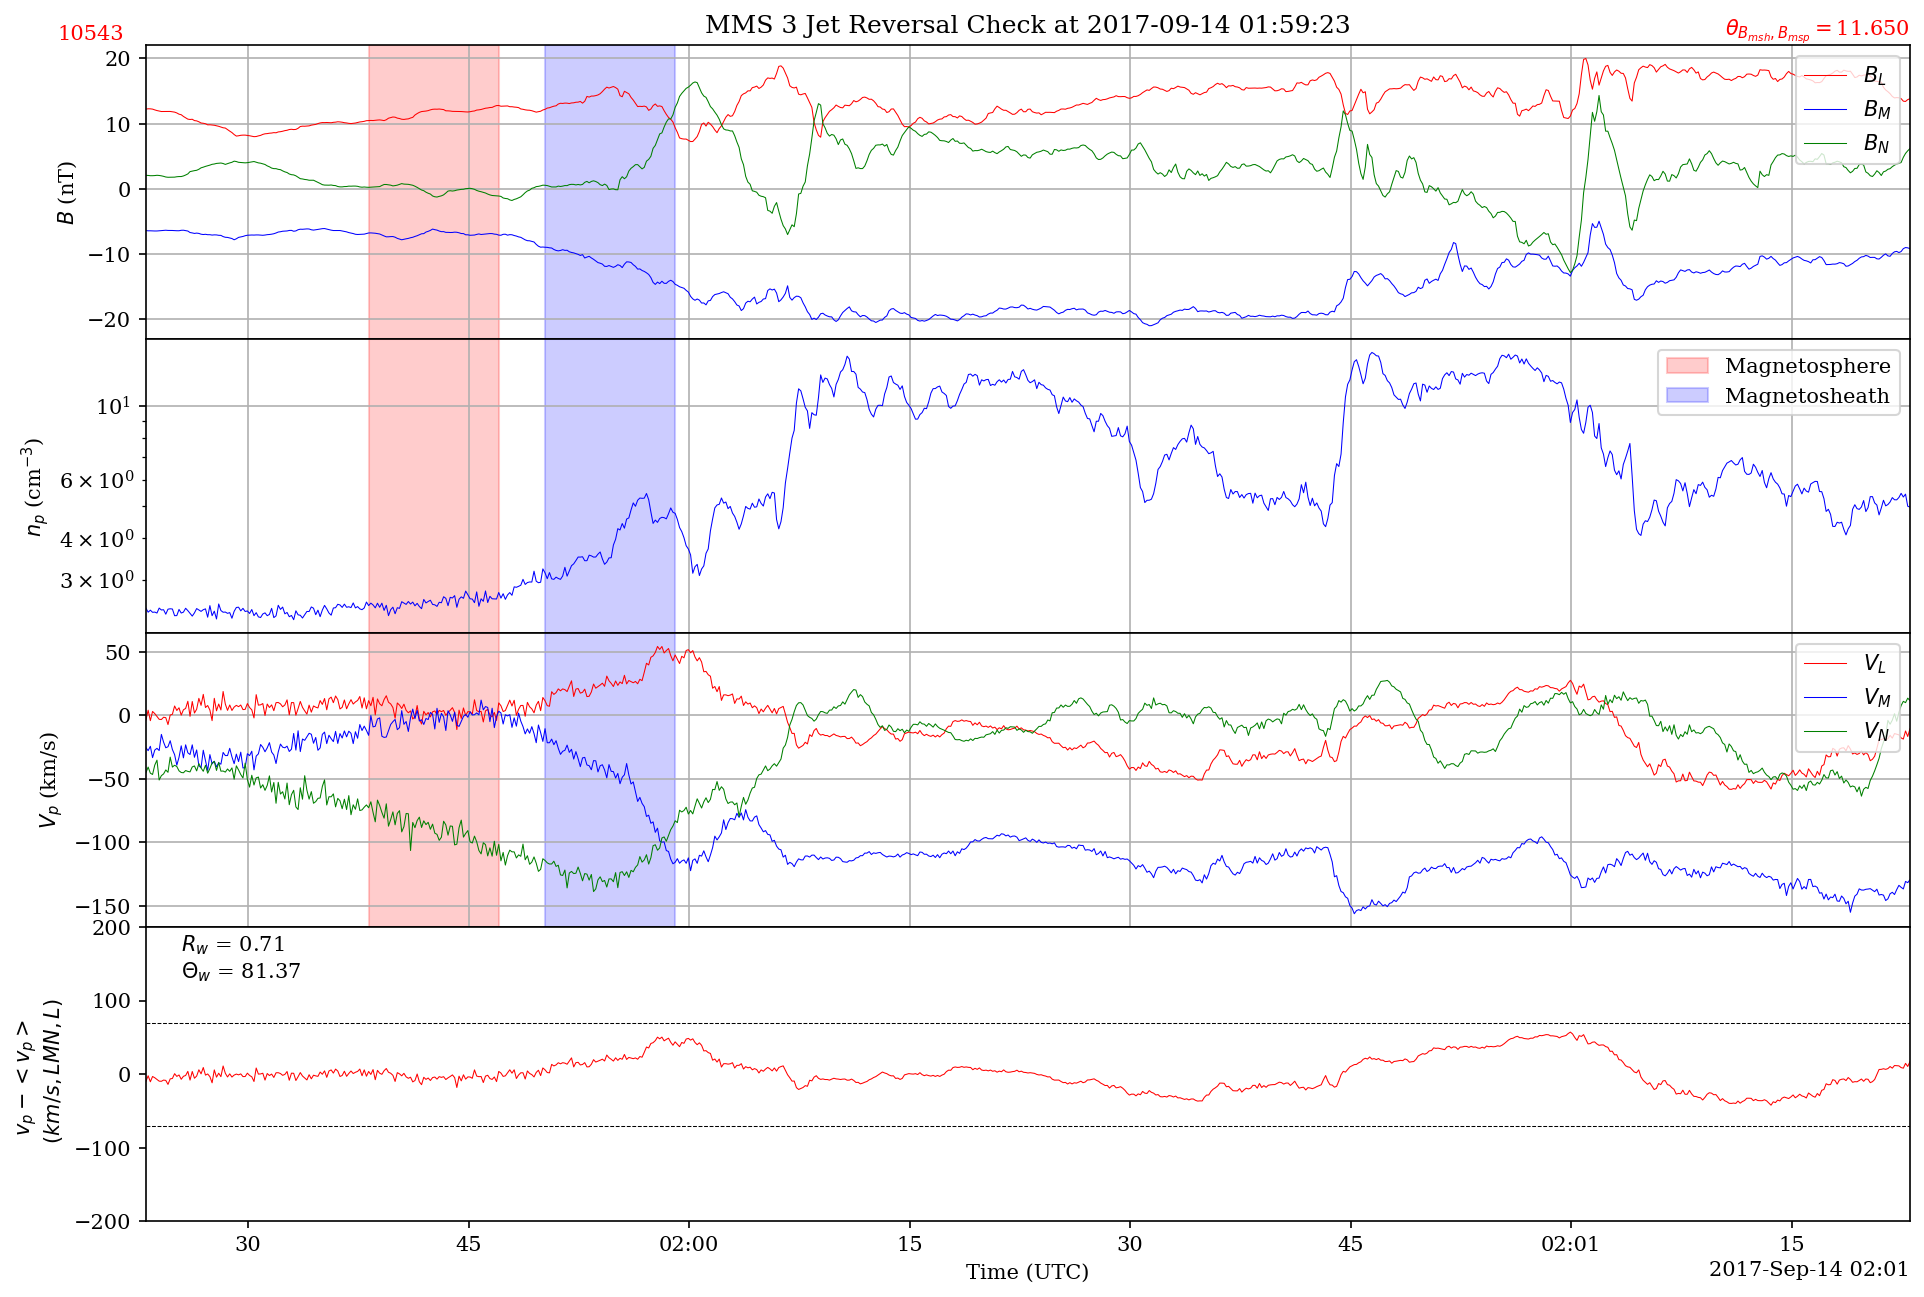 MMS 3 Jet Reversal Check at 2017-09-14 01:59:23
10543
θ_{B_{msh}, B_{msp}} = 11.650
20
10
0
−10
−20
B (nT)
B_L
B_M
B_N
10^1
6 × 10^0
4 × 10^0
3 × 10^0
n_p (cm^{−3})
Magnetosphere
Magnetosheath
50
0
−50
−100
−150
V_p (km/s)
V_L
V_M
V_N
200
100
0
−100
−200
v_p − < v_p >
(km/s, LMN, L)
R_w = 0.71
Θ_w = 81.37
30 45 02:00 15 30 45 02:01 15
Time (UTC)
2017-Sep-14 02:01